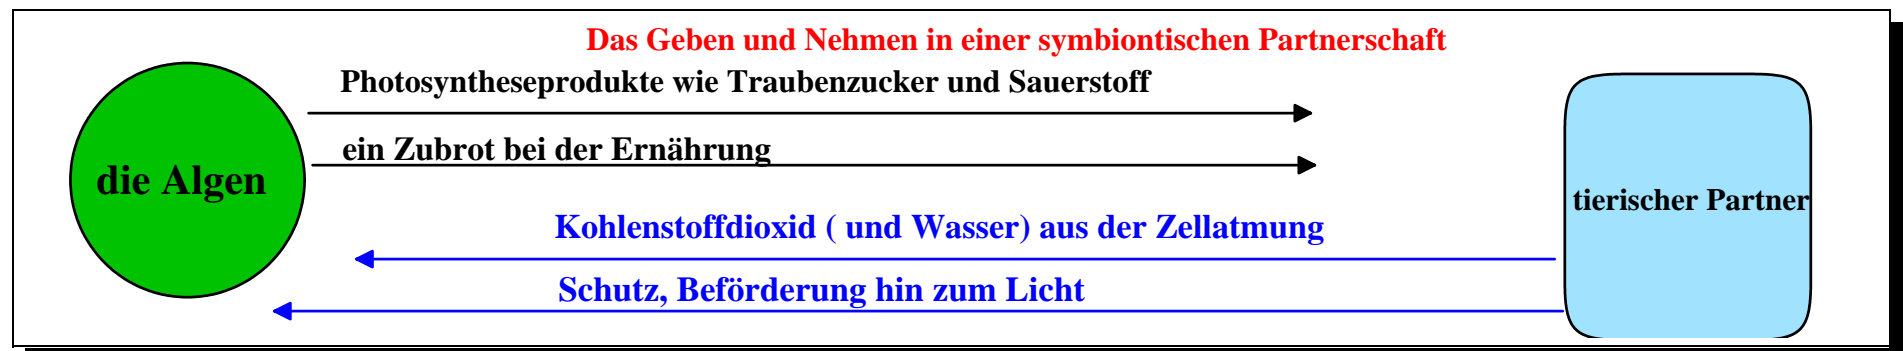 Das Geben und Nehmen in einer symbiontischen Partnerschaft
Photosyntheseprodukte wie Traubenzucker und Sauerstoff
ein Zubrot bei der Ernährung
die Algen
tierischer Partner
Kohlenstoffdioxid ( und Wasser) aus der Zellatmung
Schutz, Beförderung hin zum Licht